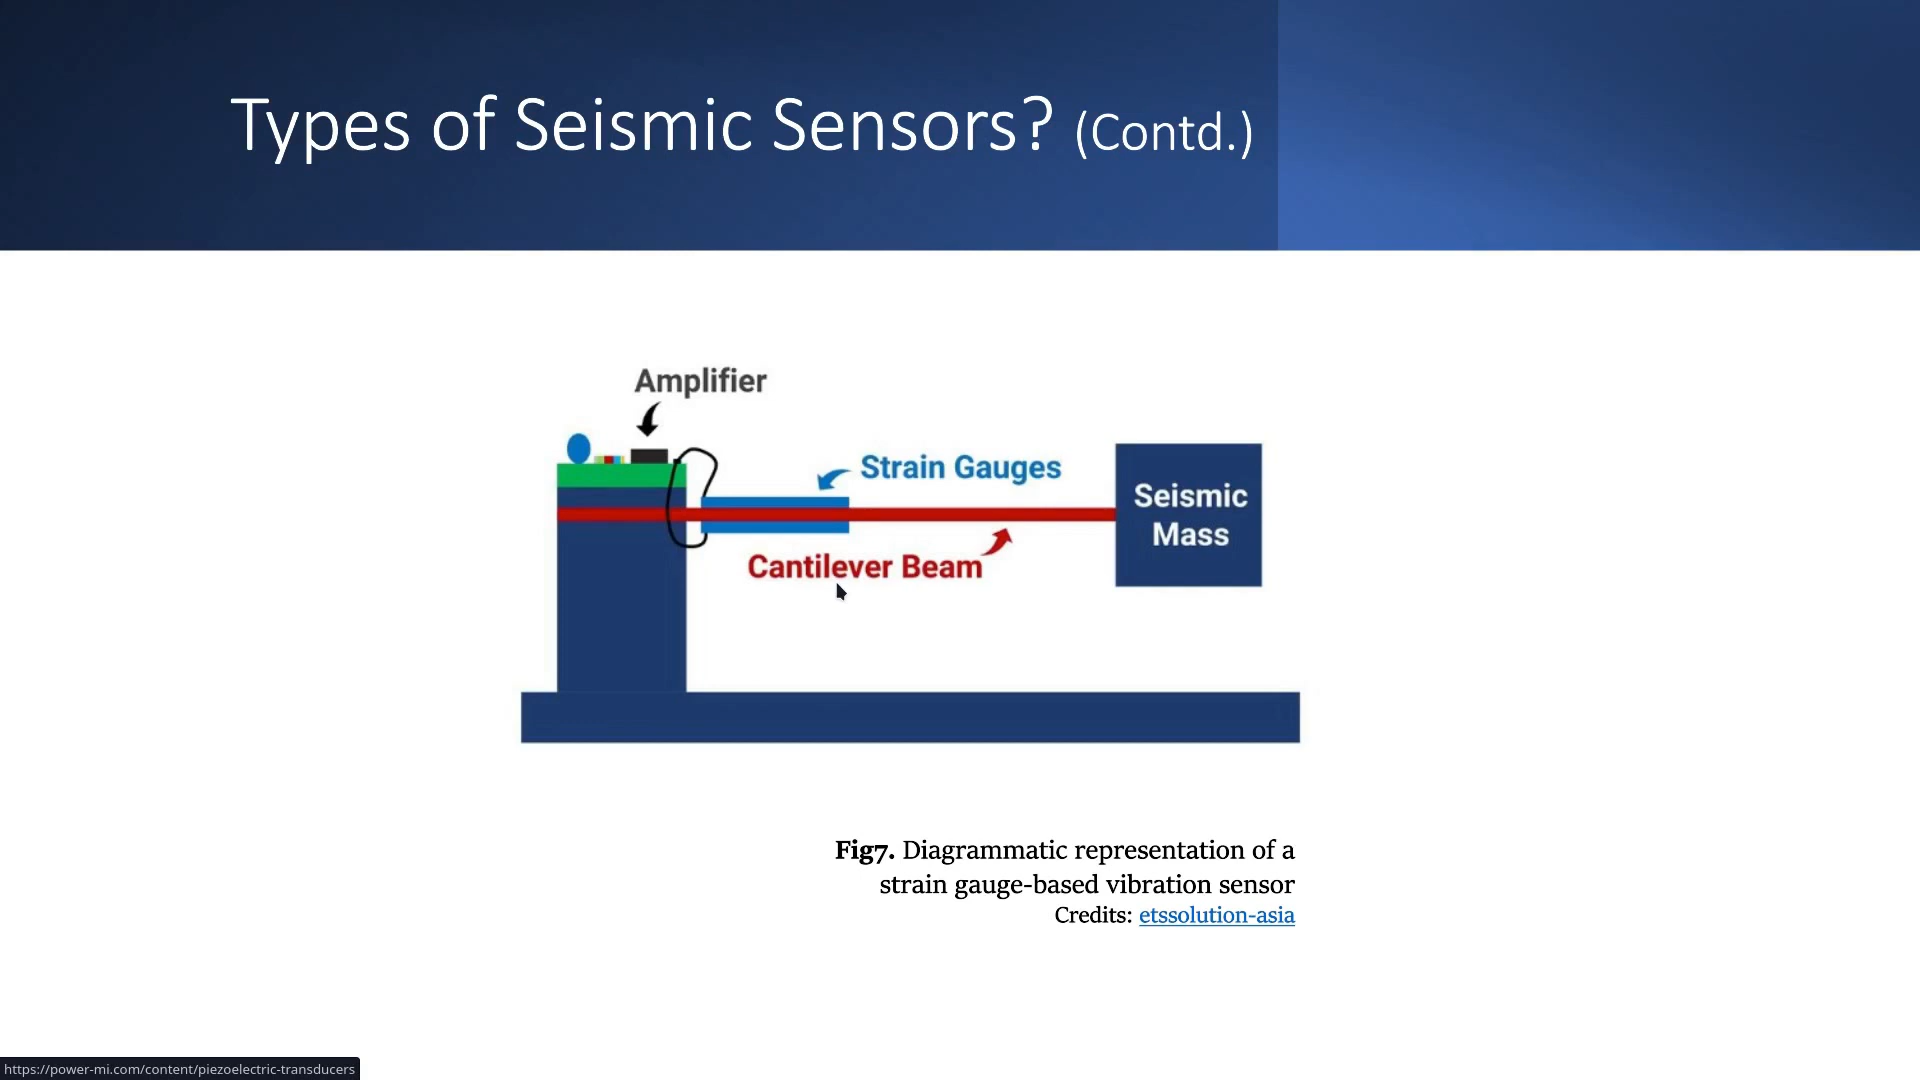 Types of Seismic Sensors? (Contd.)
Amplifier
Strain Gauges
Seismic
Mass
Cantilever Beam
Fig7. Diagrammatic representation of a
strain gauge-based vibration sensor
Credits: etssolution-asia
https://power-mi.com/content/piezoelectric-transducers